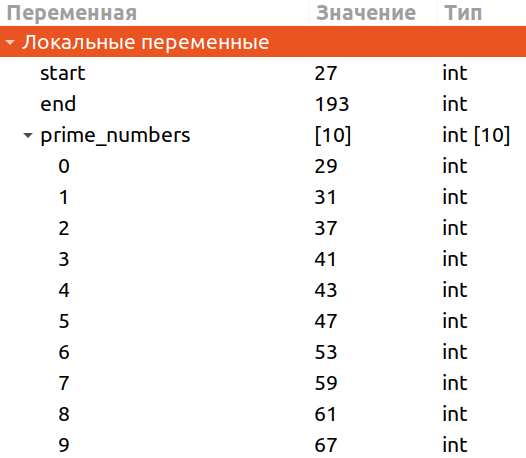 Переменная Значение Тип
Локальные переменные
start 27 int
end 193 int
prime_numbers [10] int [10]
0 29 int
1 31 int
2 37 int
3 41 int
4 43 int
5 47 int
6 53 int
7 59 int
8 61 int
9 67 int